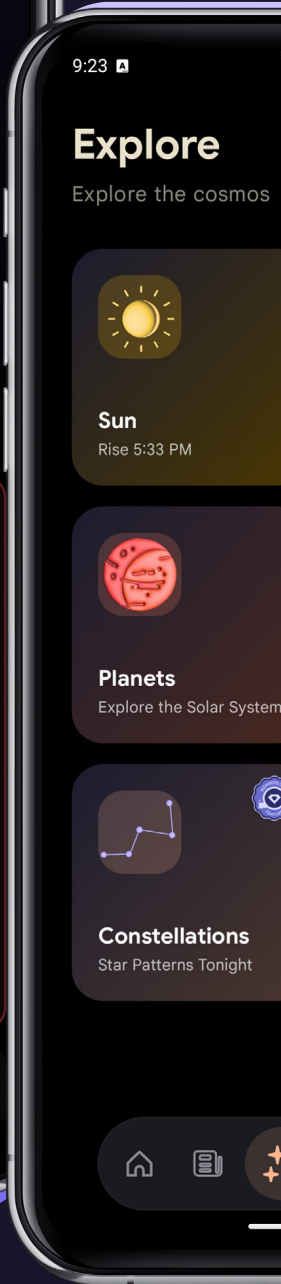 9:23
Explore
Explore the cosmos
Sun
Rise 5:33 PM
Planets
Explore the Solar System
Constellations
Star Patterns Tonight